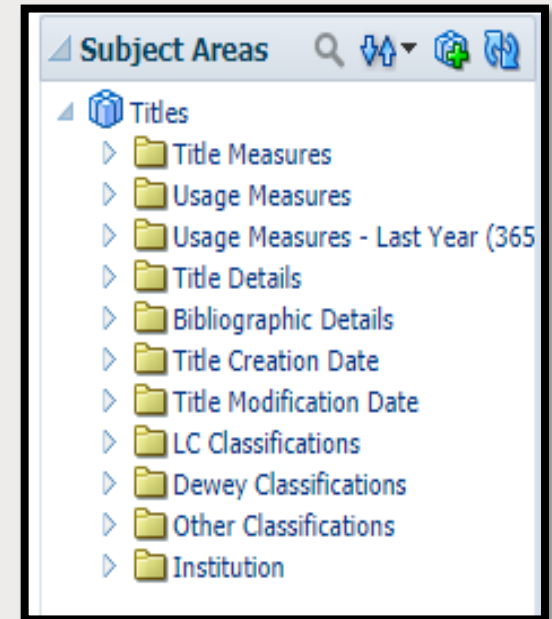 Subject Areas
Titles
Title Measures
Usage Measures
Usage Measures - Last Year (365
Title Details
Bibliographic Details
Title Creation Date
Title Modification Date
LC Classifications
Dewey Classifications
Other Classifications
Institution